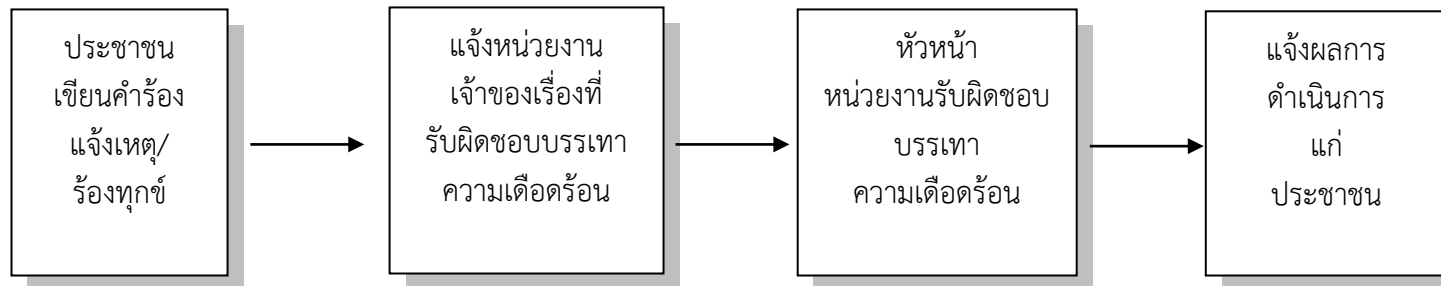 ประชาชน
เขียนคำร้อง
แจ้งเหตุ/
ร้องทุกข์
แจ้งหน่วยงาน
เจ้าของเรื่องที่
รับผิดชอบบรรเทา
ความเดือดร้อน
หัวหน้า
หน่วยงานรับผิดชอบ
บรรเทา
ความเดือดร้อน
แจ้งผลการ
ดำเนินการ
แก่
ประชาชน